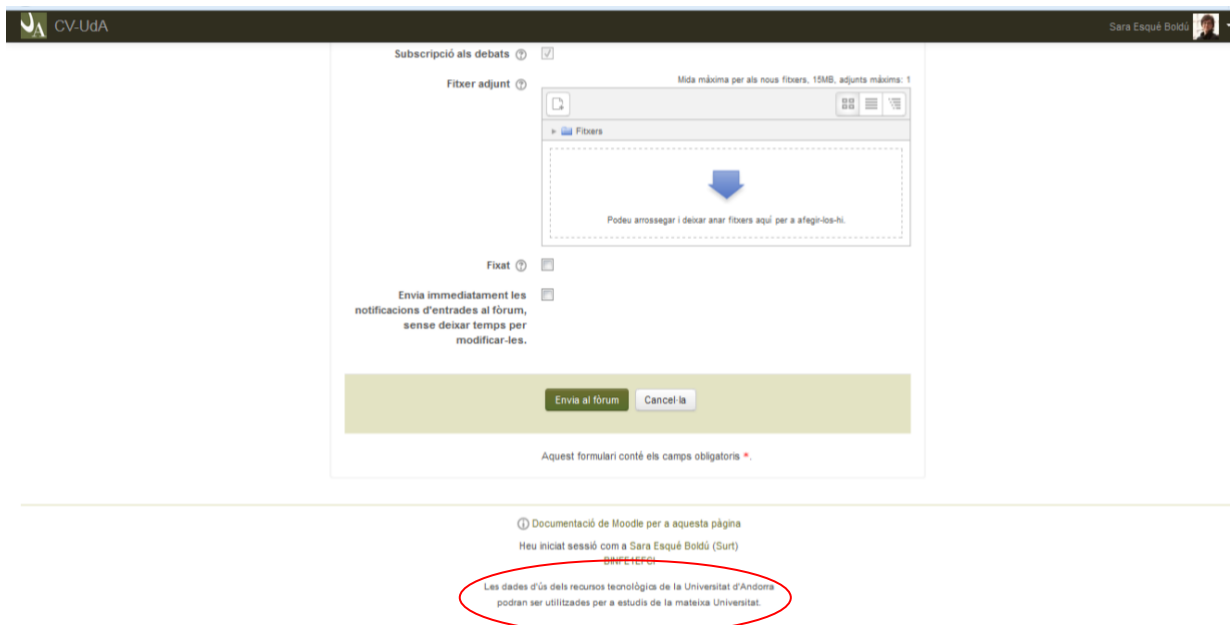 CV-UdA
Sara Esqué Boldú
Subscripció als debats
Fitxer adjunt
Mida màxima per als nous fitxers, 15MB, adjunts màxims: 1
Fitxers
Podeu arrossegar i deixar anar fitxers aquí per a afegir-los-hi.
Fixat
Envia immediatament les
notificacions d'entrades al fòrum,
sense deixar temps per
modificar-les.
Envia al fòrum
Cancel·la
Aquest formulari conté els camps obligatoris *.
Documentació de Moodle per a aquesta pàgina
Heu iniciat sessió com a Sara Esqué Boldú (Surt)
Les dades d'ús dels recursos tecnològics de la Universitat d'Andorra
podran ser utilitzades per a estudis de la mateixa Universitat.